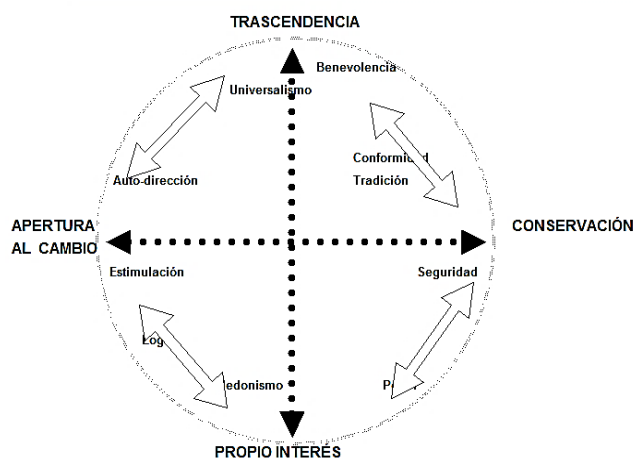 TRASCENDENCIA
Benevolencia
Universalismo
Conformidad
Auto-dirección
Tradición
APERTURA
AL CAMBIO
CONSERVACIÓN
Estimulación
Seguridad
PROPIO INTERÉS